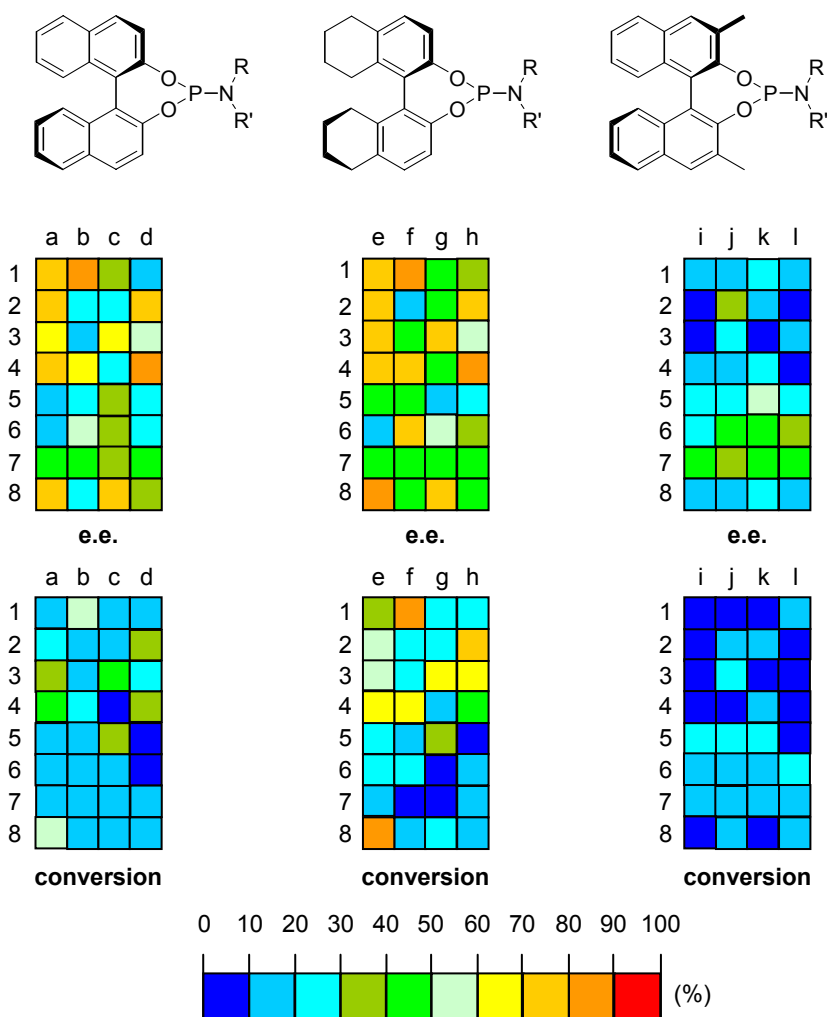 O P N R R' O
O P N R R' O
O P N R R' O
a b c d
e f g h
i j k l
1 1 1
2 2 2
3 3 3
4 4 4
5 5 5
6 6 6
7 7 7
8 8 8
e.e. e.e. e.e.
a b c d
e f g h
i j k l
1 1 1
2 2 2
3 3 3
4 4 4
5 5 5
6 6 6
7 7 7
8 8 8
conversion conversion conversion
0 10 20 30 40 50 60 70 80 90 100
(%)